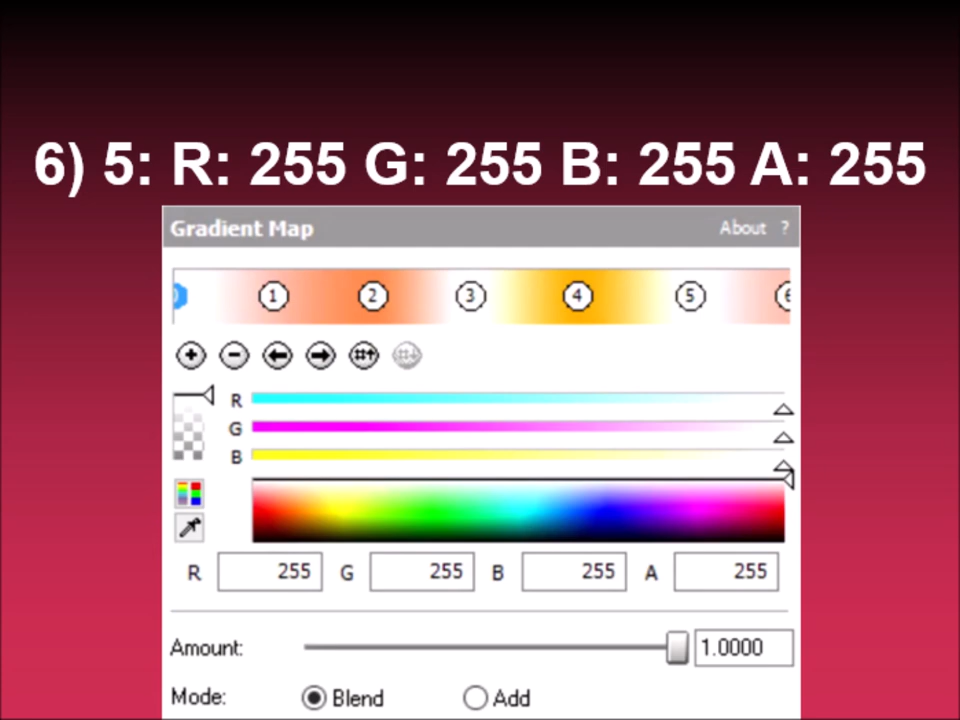 6) 5: R: 255 G: 255 B: 255 A: 255
Gradient Map About ?
1 2 3 4 5 6
R
G
B
R 255 G 255 B 255 A 255
Amount: 1.0000
Mode: Blend Add